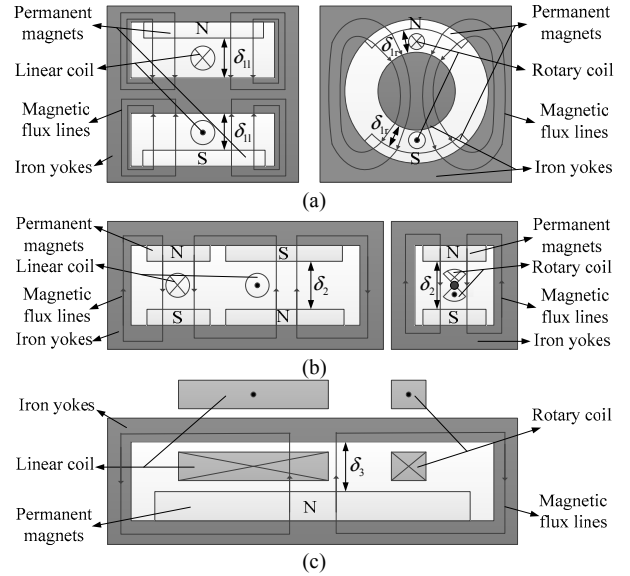 Permanent
magnets
Linear coil
Magnetic
flux lines
Iron yokes
N
δ11
δ11
S
N
δ1r
δ1r
S
Permanent
magnets
Rotary coil
Magnetic
flux lines
Iron yokes
(a)
Permanent
magnets
Linear coil
Magnetic
flux lines
Iron yokes
N
S
δ2
S
N
N
δ2
S
Permanent
magnets
Rotary coil
Magnetic
flux lines
Iron yokes
(b)
Iron yokes
Linear coil
Permanent
magnets
δ3
N
Rotary coil
Magnetic
flux lines
(c)